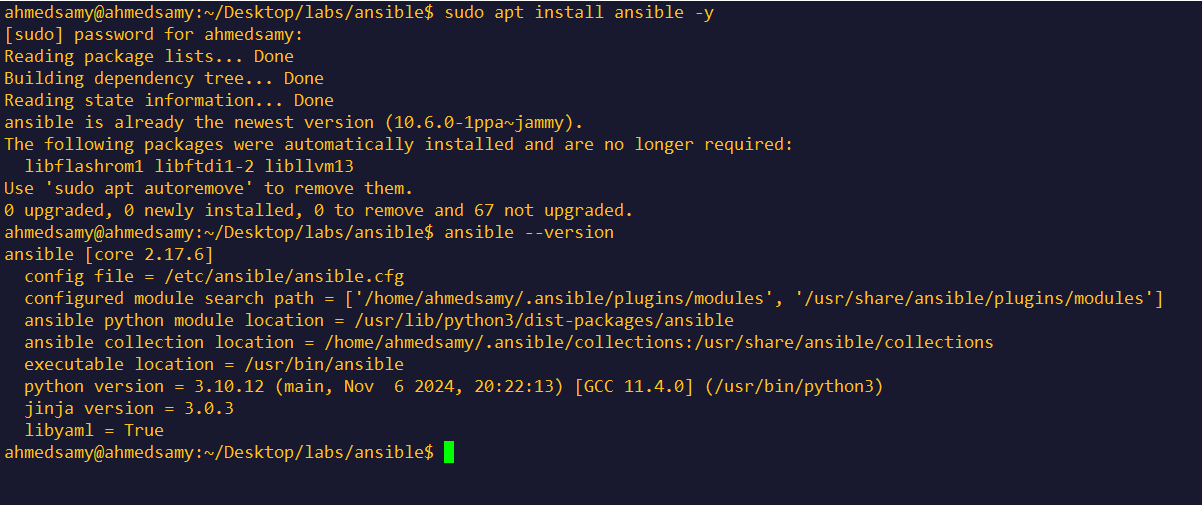 ahmedsamy@ahmedsamy:~/Desktop/labs/ansible$ sudo apt install ansible -y
[sudo] password for ahmedsamy:
Reading package lists... Done
Building dependency tree... Done
Reading state information... Done
ansible is already the newest version (10.6.0-1ppa~jammy).
The following packages were automatically installed and are no longer required:
  libflashrom1 libftdi1-2 libllvm13
Use 'sudo apt autoremove' to remove them.
0 upgraded, 0 newly installed, 0 to remove and 67 not upgraded.
ahmedsamy@ahmedsamy:~/Desktop/labs/ansible$ ansible --version
ansible [core 2.17.6]
  config file = /etc/ansible/ansible.cfg
  configured module search path = ['/home/ahmedsamy/.ansible/plugins/modules', '/usr/share/ansible/plugins/modules']
  ansible python module location = /usr/lib/python3/dist-packages/ansible
  ansible collection location = /home/ahmedsamy/.ansible/collections:/usr/share/ansible/collections
  executable location = /usr/bin/ansible
  python version = 3.10.12 (main, Nov  6 2024, 20:22:13) [GCC 11.4.0] (/usr/bin/python3)
  jinja version = 3.0.3
  libyaml = True
ahmedsamy@ahmedsamy:~/Desktop/labs/ansible$